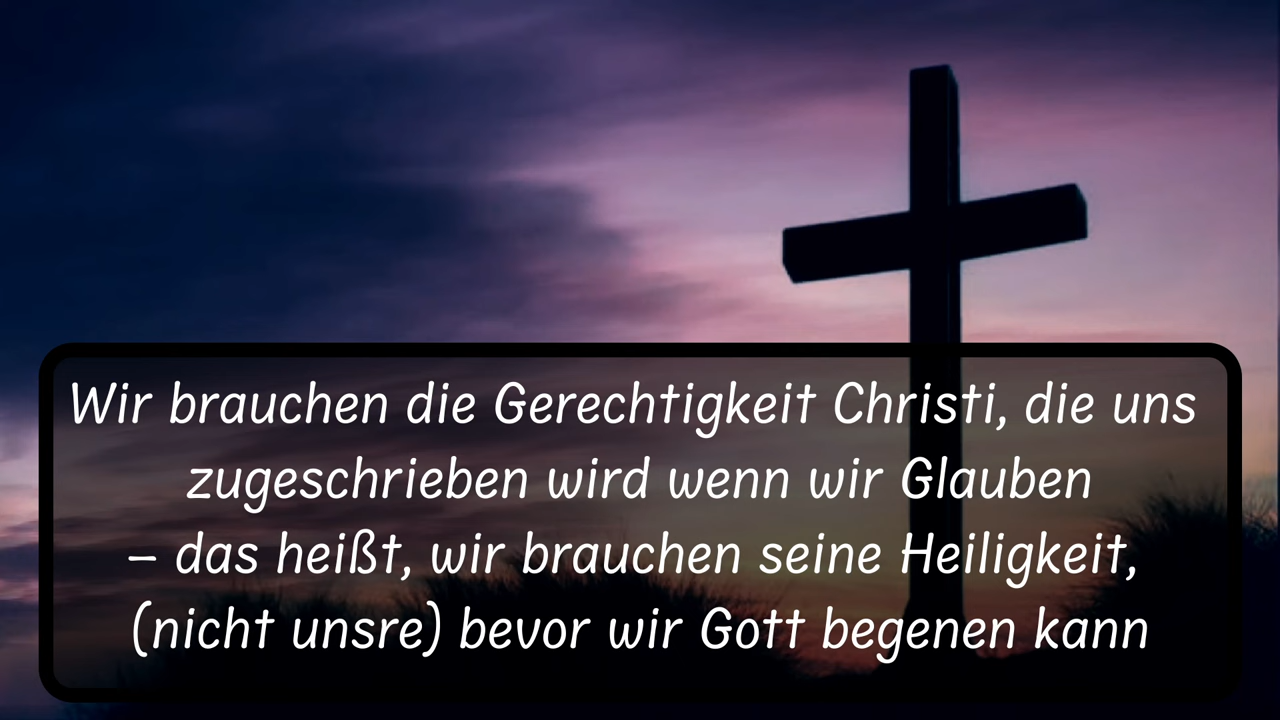 Wir brauchen die Gerechtigkeit Christi, die uns
zugeschrieben wird wenn wir Glauben
– das heißt, wir brauchen seine Heiligkeit,
(nicht unsre) bevor wir Gott begenen kann